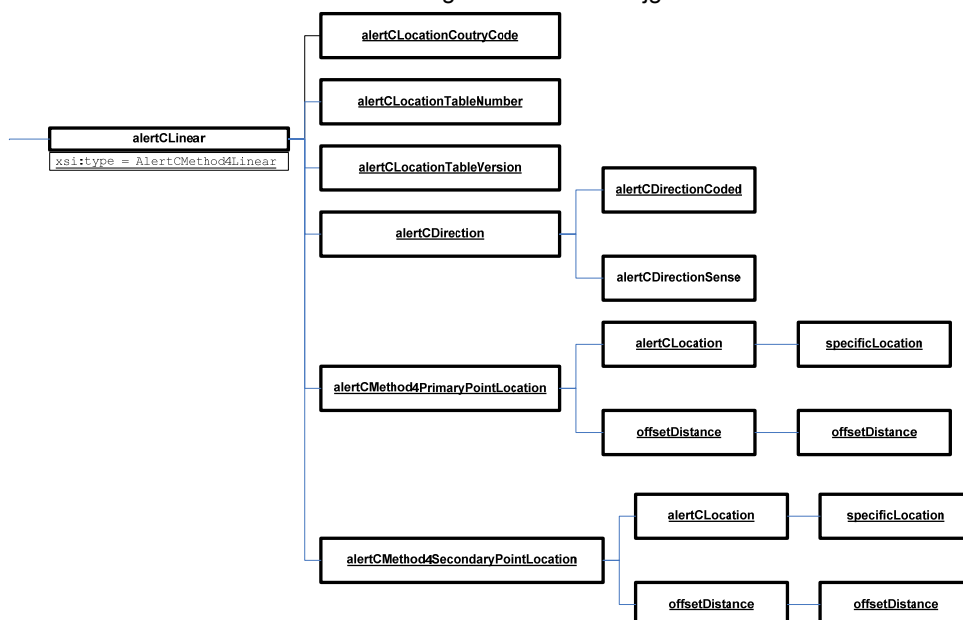 alertCLocationCoutryCode
alertCLocationTableNumber
alertCLinear
xsi:type = AlertCMethod4Linear
alertCLocationTableVersion
alertCDirectionCoded
alertCDirection
alertCDirectionSense
alertCLocation
specificLocation
alertCMethod4PrimaryPointLocation
offsetDistance
offsetDistance
alertCLocation
specificLocation
alertCMethod4SecondaryPointLocation
offsetDistance
offsetDistance